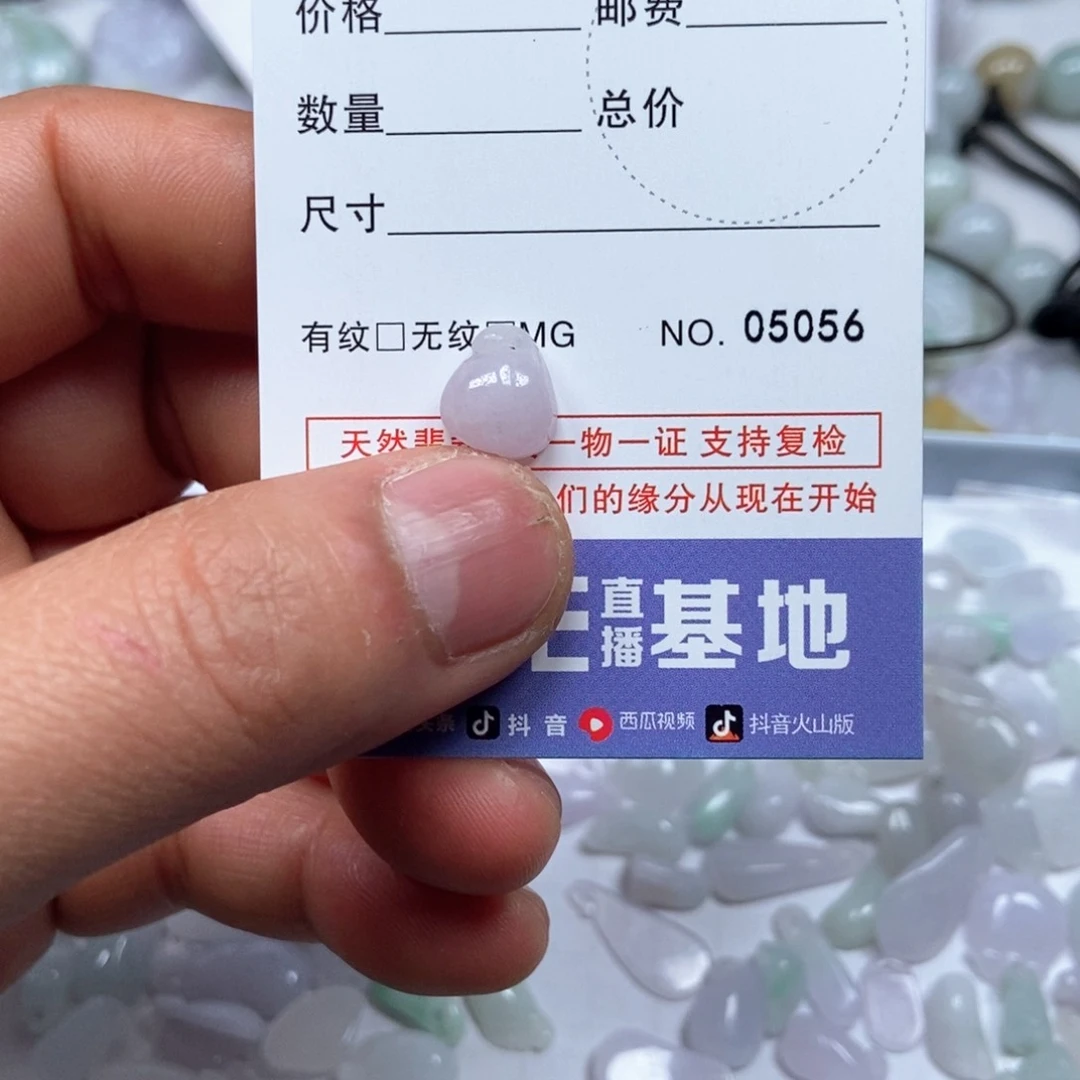 价格 邮费
数量 总价
尺寸
有纹□无纹 MG NO. 05056
天然翡 一物一证 支持复检
们的缘分从现在开始
直播基地
头条 抖音 西瓜视频 抖音火山版